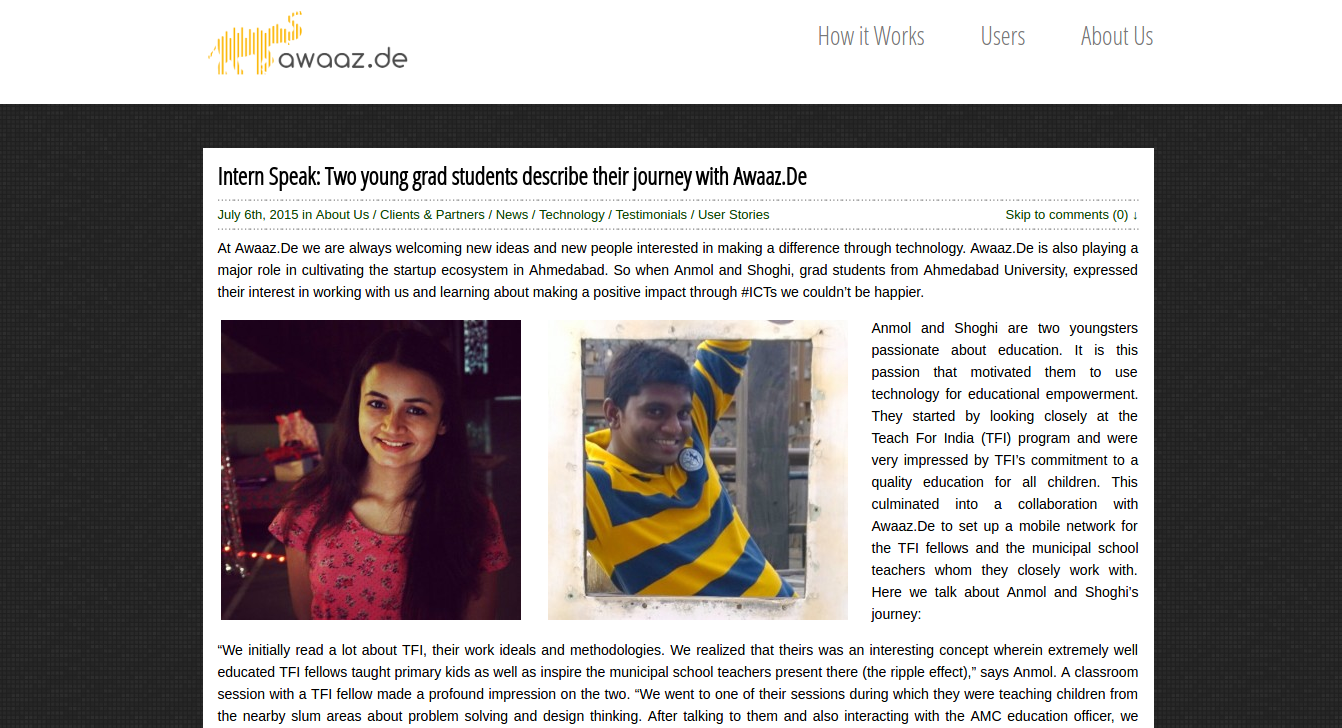 awaaz.de
How it Works Users About Us
Intern Speak: Two young grad students describe their journey with Awaaz.De
July 6th, 2015 in About Us / Clients & Partners / News / Technology / Testimonials / User Stories Skip to comments (0) ↓
At Awaaz.De we are always welcoming new ideas and new people interested in making a difference through technology. Awaaz.De is also playing a
major role in cultivating the startup ecosystem in Ahmedabad. So when Anmol and Shoghi, grad students from Ahmedabad University, expressed
their interest in working with us and learning about making a positive impact through #ICTs we couldn’t be happier.
Anmol and Shoghi are two youngsters
passionate about education. It is this
passion that motivated them to use
technology for educational empowerment.
They started by looking closely at the
Teach For India (TFI) program and were
very impressed by TFI’s commitment to a
quality education for all children. This
culminated into a collaboration with
Awaaz.De to set up a mobile network for
the TFI fellows and the municipal school
teachers whom they closely work with.
Here we talk about Anmol and Shoghi’s
journey:
“We initially read a lot about TFI, their work ideals and methodologies. We realized that theirs was an interesting concept wherein extremely well
educated TFI fellows taught primary kids as well as inspire the municipal school teachers present there (the ripple effect),” says Anmol. A classroom
session with a TFI fellow made a profound impression on the two. “We went to one of their sessions during which they were teaching children from
the nearby slum areas about problem solving and design thinking. After talking to them and also interacting with the AMC education officer, we